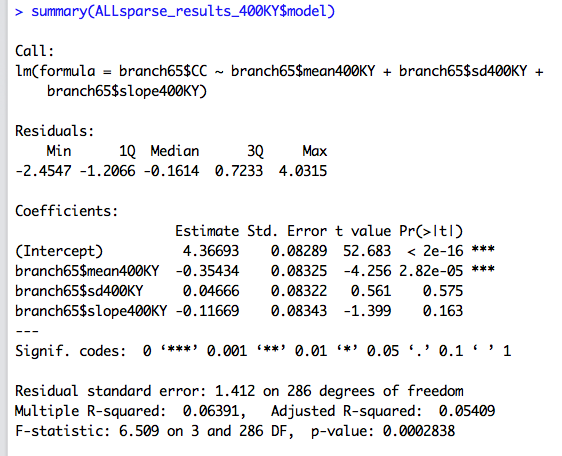 > summary(ALLsparse_results_400KY$model)
Call:
lm(formula = branch65$CC ~ branch65$mean400KY + branch65$sd400KY +
    branch65$slope400KY)
Residuals:
    Min      1Q  Median      3Q     Max
-2.4547 -1.2066 -0.1614  0.7233  4.0315
Coefficients:
                    Estimate Std. Error t value Pr(>|t|)
(Intercept)          4.36693    0.08289  52.683  < 2e-16 ***
branch65$mean400KY  -0.35434    0.08325  -4.256 2.82e-05 ***
branch65$sd400KY     0.04666    0.08322   0.561    0.575
branch65$slope400KY -0.11669    0.08343  -1.399    0.163
---
Signif. codes:  0 ‘***’ 0.001 ‘**’ 0.01 ‘*’ 0.05 ‘.’ 0.1 ‘ ’ 1
Residual standard error: 1.412 on 286 degrees of freedom
Multiple R-squared:  0.06391,	Adjusted R-squared:  0.05409
F-statistic: 6.509 on 3 and 286 DF,  p-value: 0.0002838